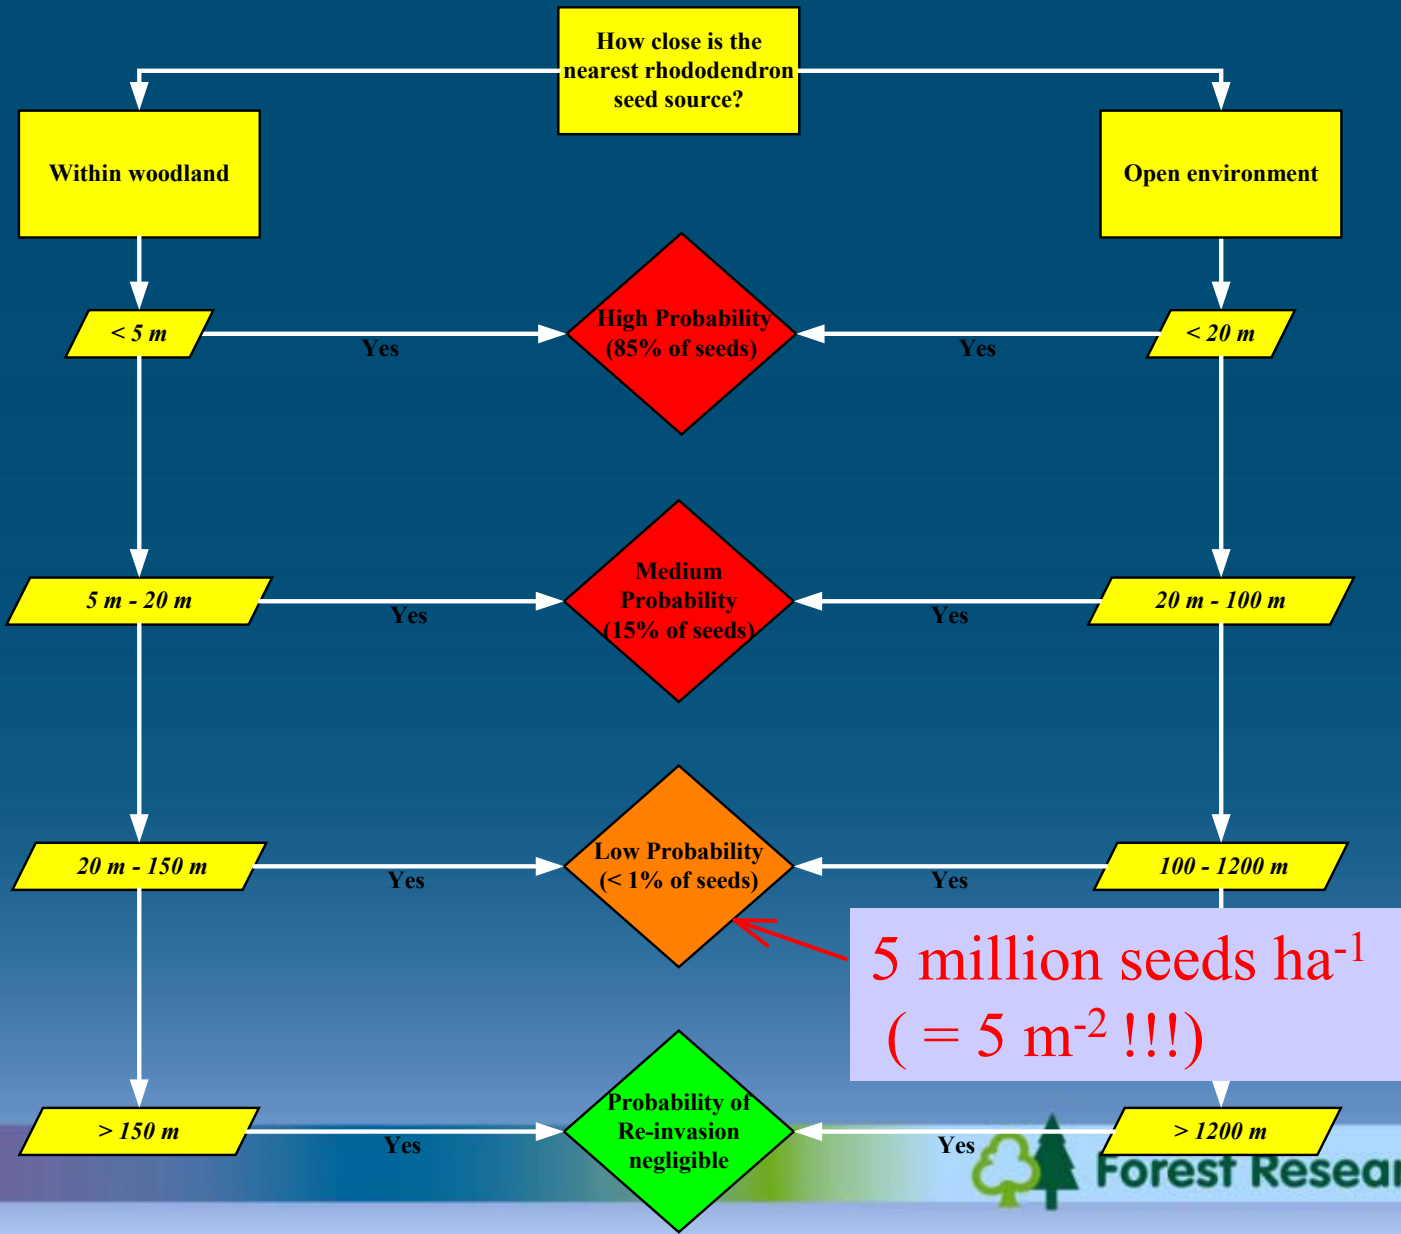 How close is the
nearest rhododendron
seed source?
Within woodland
Open environment
< 5 m
Yes
High Probability
(85% of seeds)
Yes
< 20 m
5 m - 20 m
Yes
Medium
Probability
(15% of seeds)
Yes
20 m - 100 m
20 m - 150 m
Yes
Low Probability
(< 1% of seeds)
Yes
100 - 1200 m
5 million seeds ha⁻¹
( = 5 m⁻² !!!)
> 150 m
Yes
Probability of
Re-invasion
negligible
Yes
> 1200 m
Forest Resear